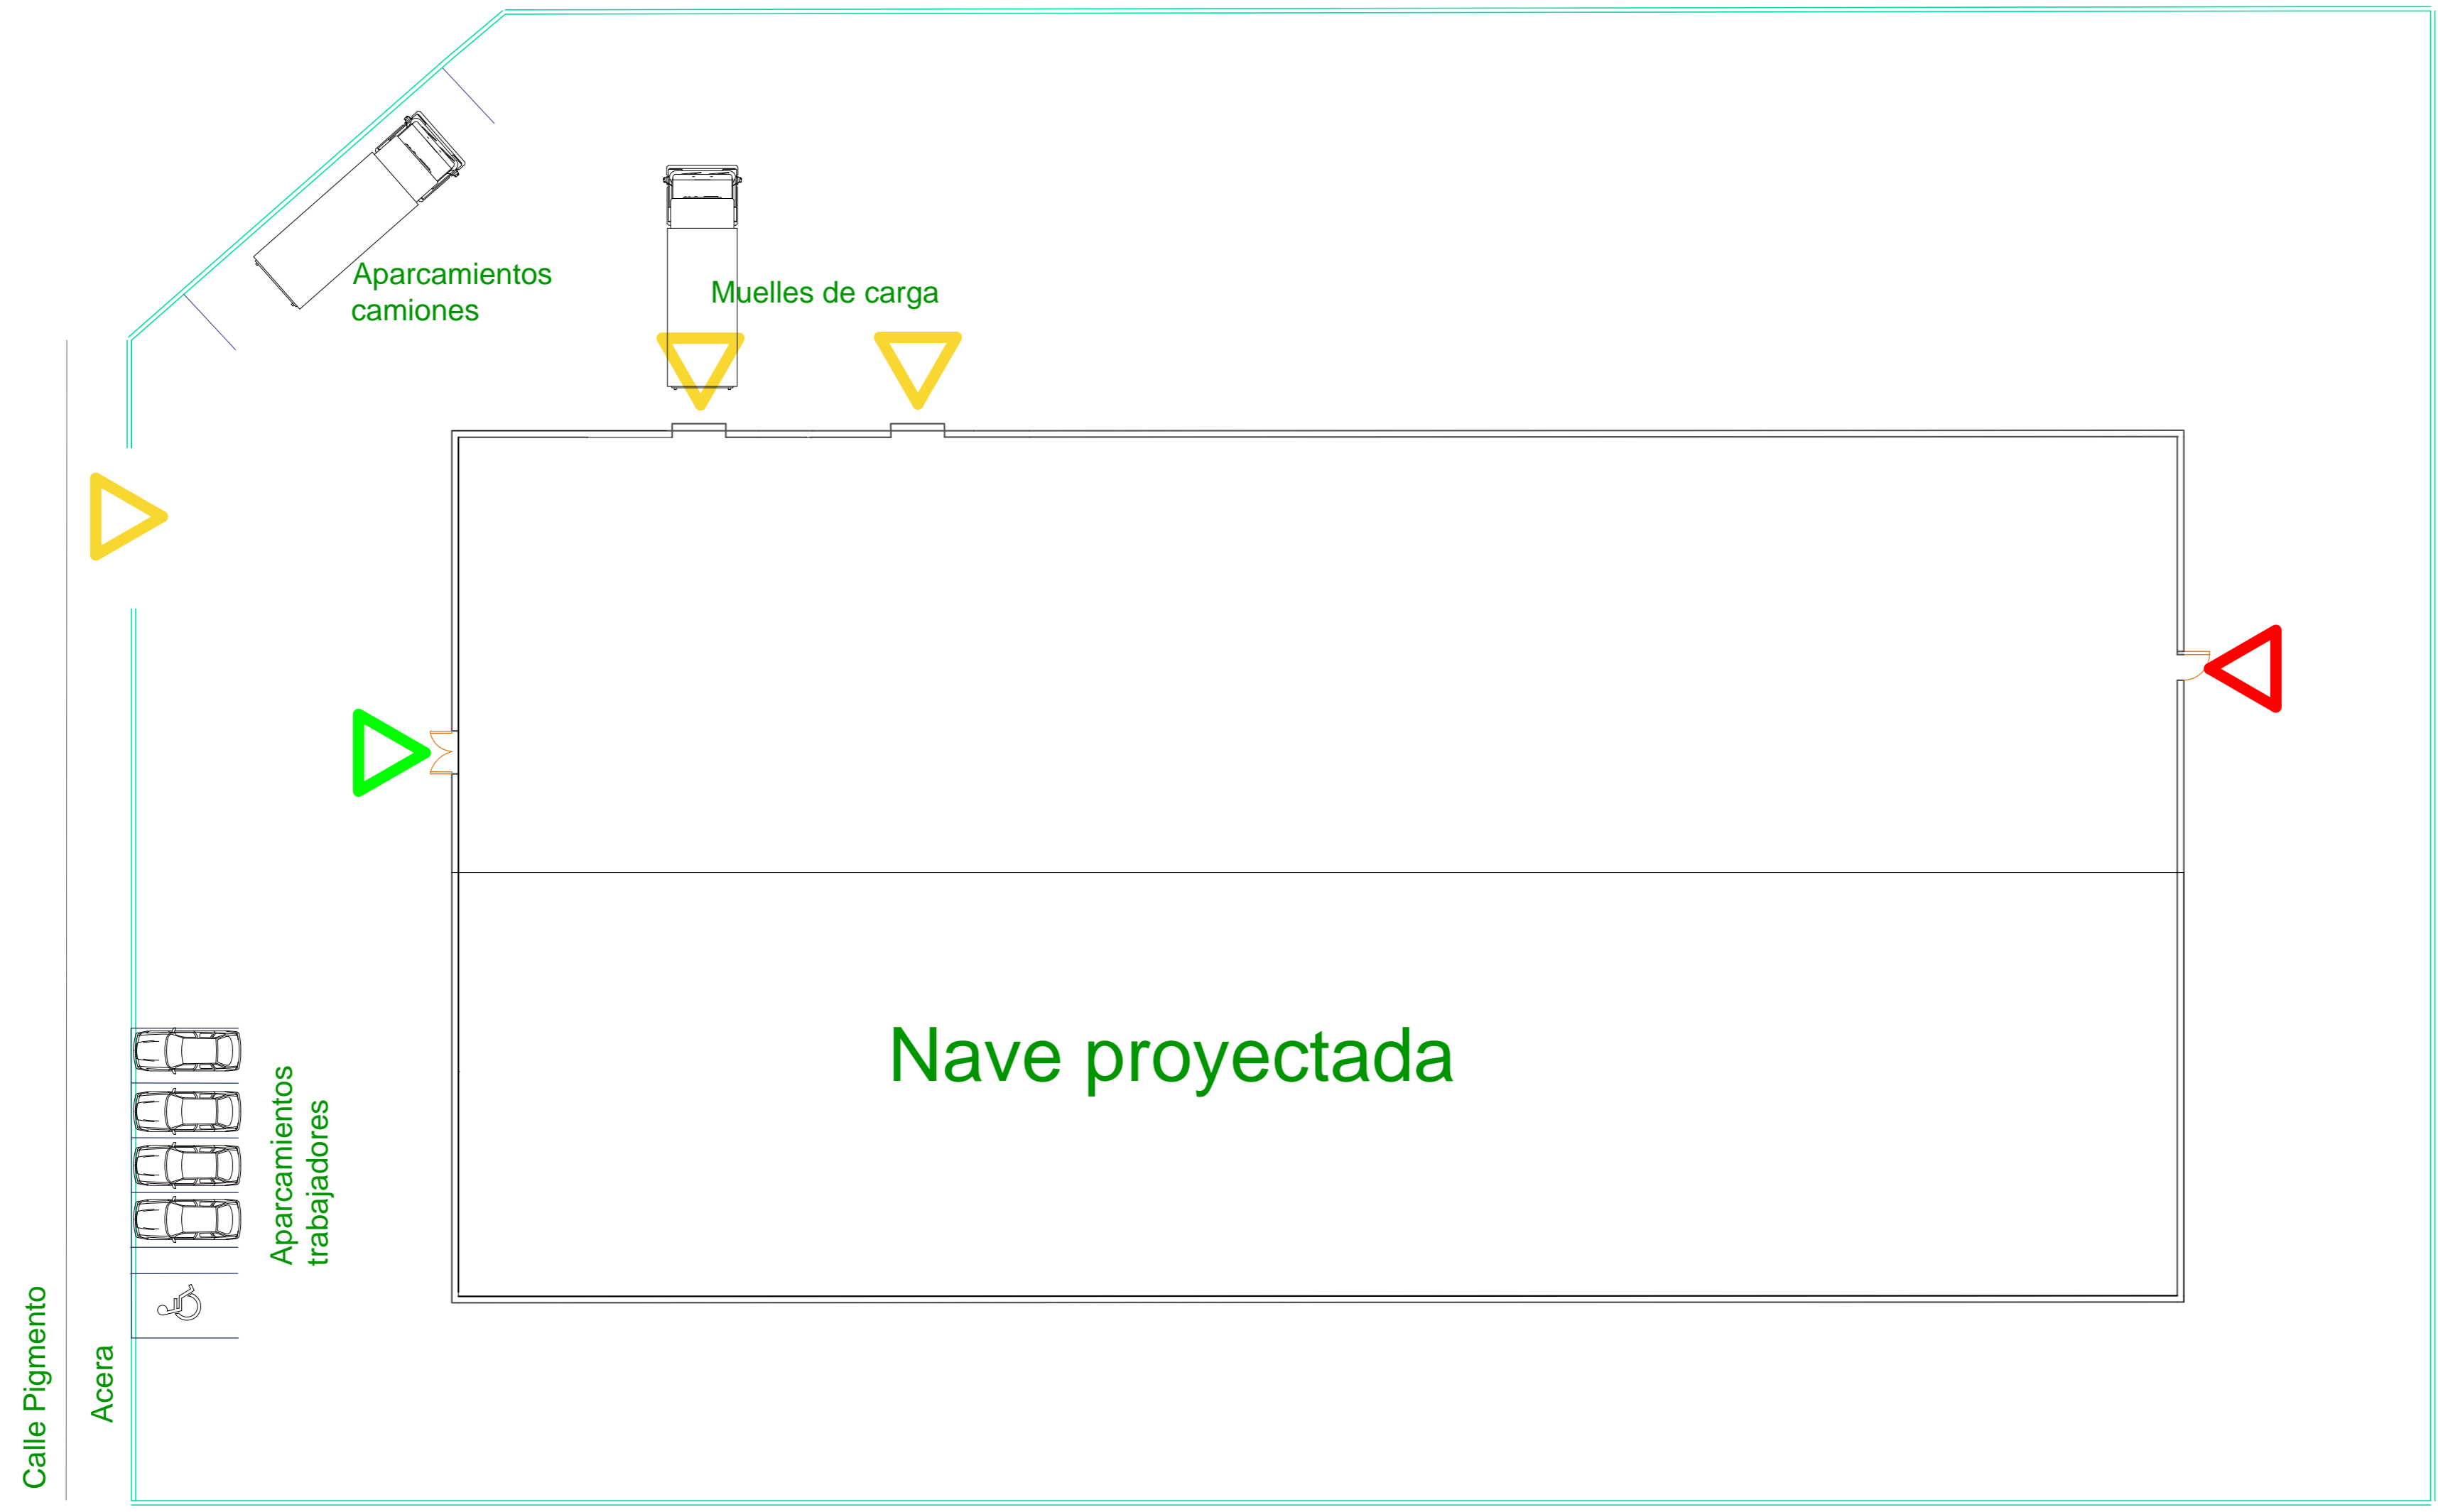 Aparcamientos
camiones
Muelles de carga
Nave proyectada
Aparcamientos
trabajadores
Calle Pigmento
Acera